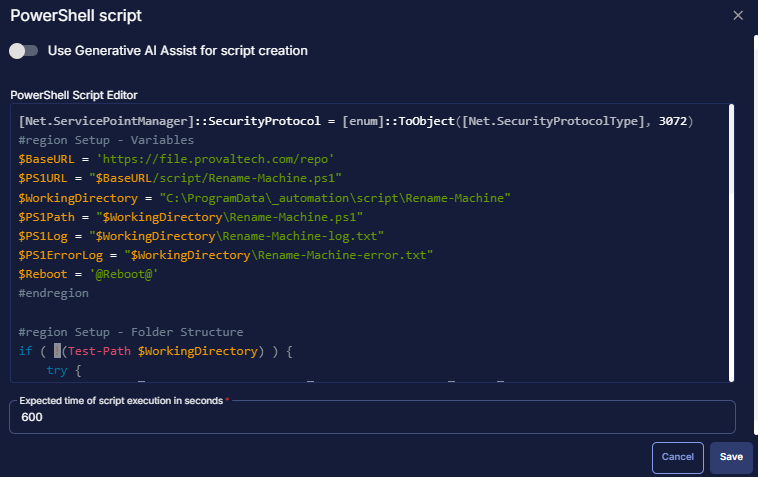 PowerShell script
Use Generative AI Assist for script creation
PowerShell Script Editor
[Net.ServicePointManager]::SecurityProtocol = [enum]::ToObject([Net.SecurityProtocolType], 3072)
#region Setup - Variables
$BaseURL = 'https://file.provaltech.com/repo'
$PS1URL = "$BaseURL/script/Rename-Machine.ps1"
$WorkingDirectory = "C:\ProgramData\_automation\script\Rename-Machine"
$PS1Path = "$WorkingDirectory\Rename-Machine.ps1"
$PS1Log = "$WorkingDirectory\Rename-Machine-log.txt"
$PS1ErrorLog = "$WorkingDirectory\Rename-Machine-error.txt"
$Reboot = '@Reboot@'
#endregion
#region Setup - Folder Structure
if ( !(Test-Path $WorkingDirectory) ) {
try {
Expected time of script execution in seconds *
600
Cancel Save